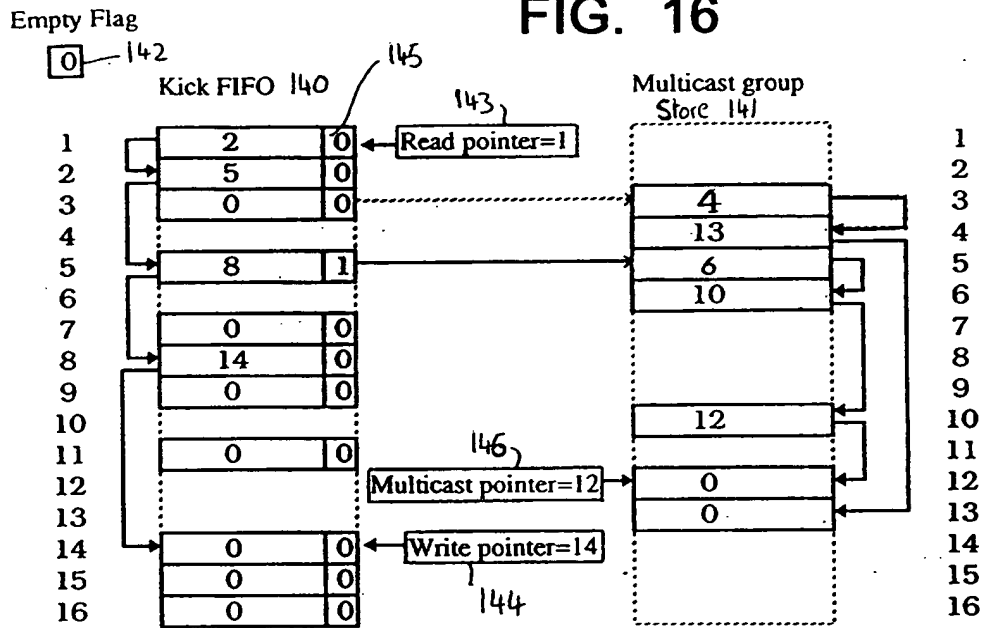 FIG. 16
Empty Flag
0 142
Kick FIFO 140 145
Multicast group
Store 141
143
1 2 0 Read pointer=1 1
2 5 0 2
3 0 0 4 3
4 13 4
5 8 1 6 5
6 10 6
7 0 0 7
8 14 0 8
9 0 0 9
10 12 10
11 0 0 11
146
12 Multicast pointer=12 0 12
13 0 13
14 0 0 Write pointer=14 14
15 0 0 15
144
16 0 0 16